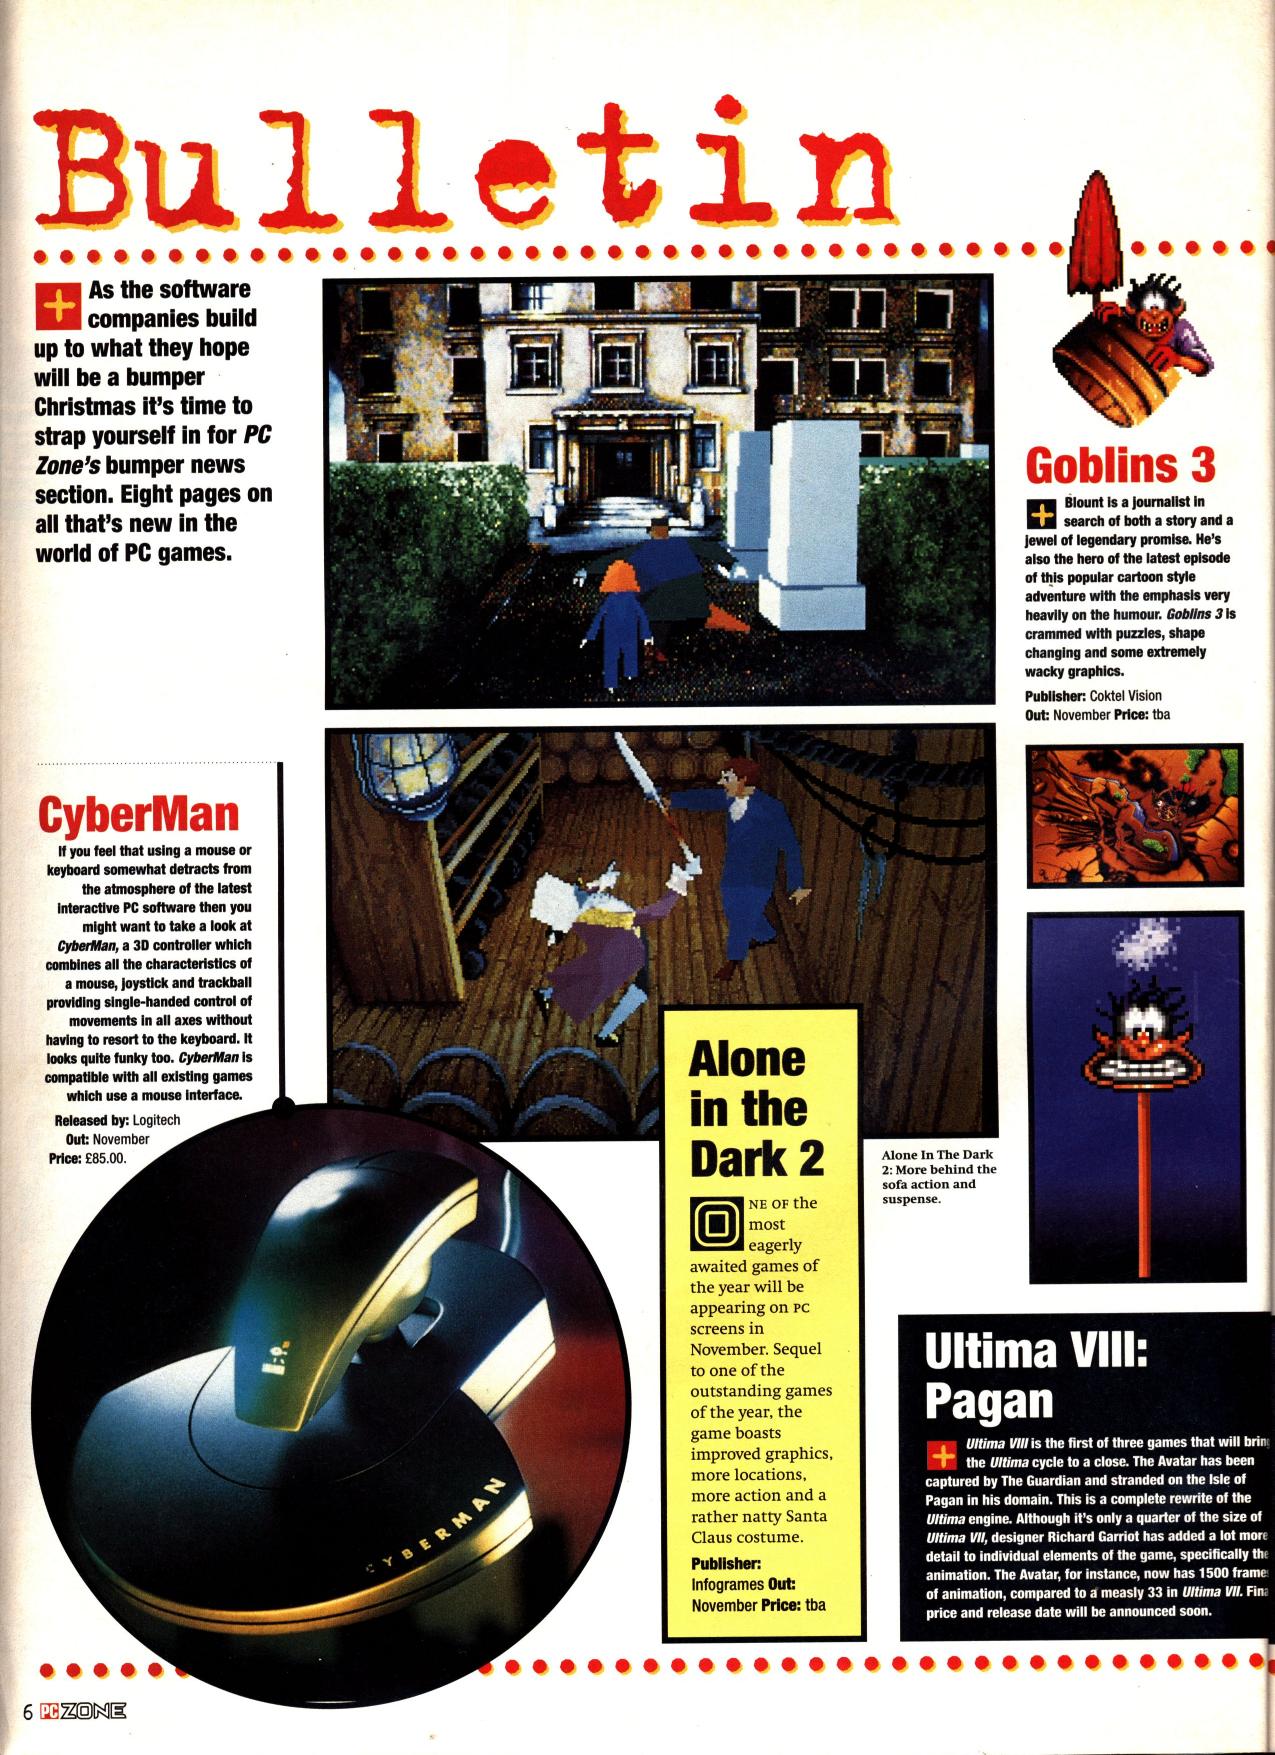 Bulletin
As the software
companies build
up to what they hope
will be a bumper
Christmas it's time to
strap yourself in for PC
Zone's bumper news
section. Eight pages on
all that's new in the
world of PC games.
CyberMan
If you feel that using a mouse or
keyboard somewhat detracts from
the atmosphere of the latest
interactive PC software then you
might want to take a look at
CyberMan, a 3D controller which
combines all the characteristics of
a mouse, joystick and trackball
providing single-handed control of
movements in all axes without
having to resort to the keyboard. It
looks quite funky too. CyberMan is
compatible with all existing games
which use a mouse interface.
Released by: Logitech
Out: November
Price: £85.00.
CYBERMAN
Alone
in the
Dark 2
ONE OF the
most
eagerly
awaited games of
the year will be
appearing on PC
screens in
November. Sequel
to one of the
outstanding games
of the year, the
game boasts
improved graphics,
more locations,
more action and a
rather natty Santa
Claus costume.
Publisher:
Infogrames Out:
November Price: tba
Alone In The Dark
2: More behind the
sofa action and
suspense.
Goblins 3
Blount is a journalist in
search of both a story and a
jewel of legendary promise. He's
also the hero of the latest episode
of this popular cartoon style
adventure with the emphasis very
heavily on the humour. Goblins 3 is
crammed with puzzles, shape
changing and some extremely
wacky graphics.
Publisher: Coktel Vision
Out: November Price: tba
Ultima VIII:
Pagan
Ultima VIII is the first of three games that will bring
the Ultima cycle to a close. The Avatar has been
captured by The Guardian and stranded on the Isle of
Pagan in his domain. This is a complete rewrite of the
Ultima engine. Although it's only a quarter of the size of
Ultima VII, designer Richard Garriot has added a lot more
detail to individual elements of the game, specifically the
animation. The Avatar, for instance, now has 1500 frames
of animation, compared to a measly 33 in Ultima VII. Fina
price and release date will be announced soon.
6 PC ZONE